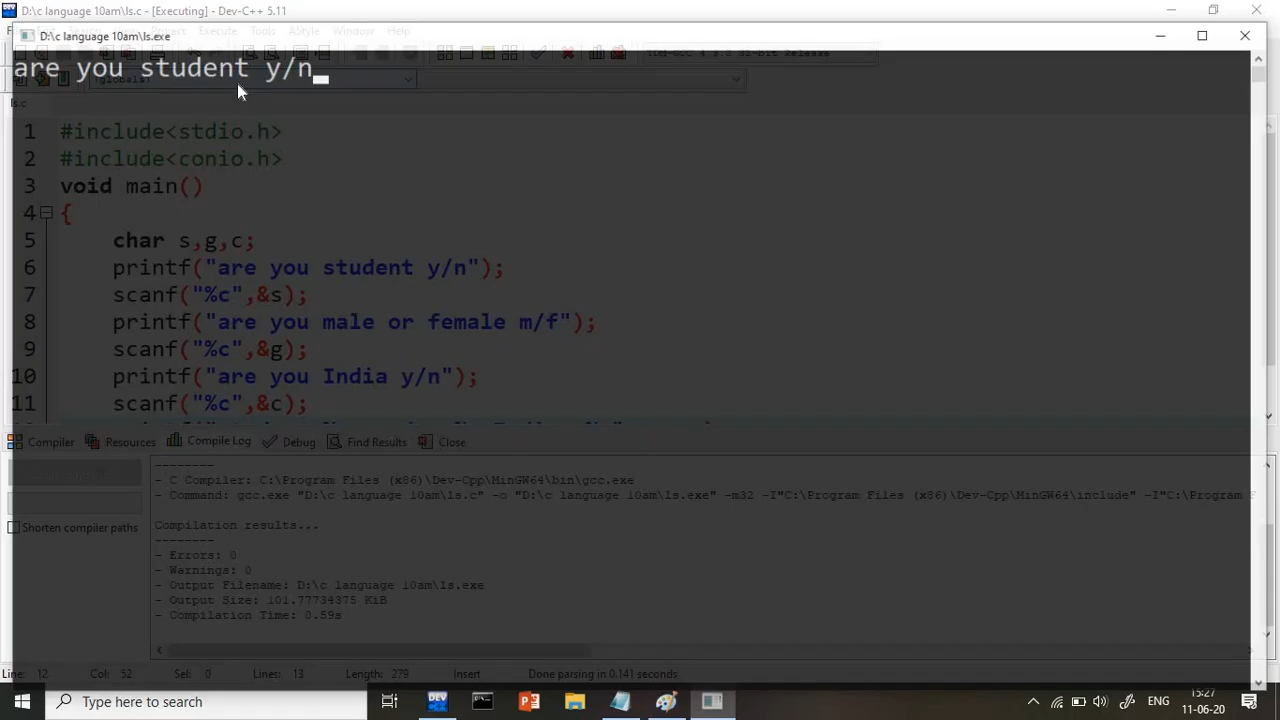 D:\c language 10am\ls.c - [Executing] - Dev-C++ 5.11
D:\c language 10am\ls.exe
Execute Tools AStyle Window Help
are you student y/n
(globals)
ls.c
1 #include<stdio.h>
2 #include<conio.h>
3 void main()
4 {
5 char s,g,c;
6 printf("are you student y/n");
7 scanf("%c",&s);
8 printf("are you male or female m/f");
9 scanf("%c",&g);
10 printf("are you India y/n");
11 scanf("%c",&c);
Compiler Resources Compile Log Debug Find Results Close
--------
- C Compiler: C:\Program Files (x86)\Dev-Cpp\MinGW64\bin\gcc.exe
- Command: gcc.exe "D:\c language 10am\ls.c" -o "D:\c language 10am\ls.exe" -m32 -I"C:\Program Files (x86)\Dev-Cpp\MinGW64\include" -I"C:\Program F
Shorten compiler paths
Compilation results...
--------
- Errors: 0
- Warnings: 0
- Output Filename: D:\c language 10am\ls.exe
- Output Size: 101.77734375 KiB
- Compilation Time: 0.59s
Line: 12 Col: 52 Sel: 0 Lines: 13 Length: 279 Insert Done parsing in 0.141 seconds
Type here to search
DEV
ENG
15:27
11-06-20